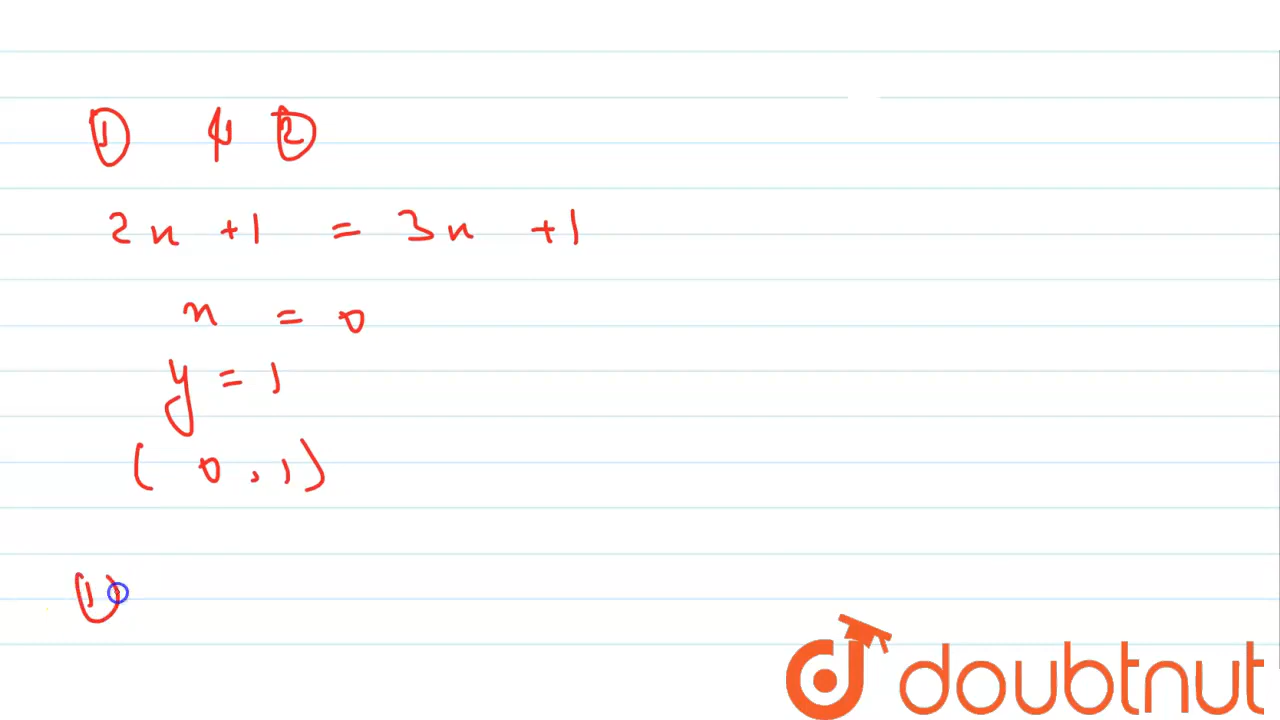 ① & ②
2x + 1 = 3x + 1
x = 0
y = 1
(0, 1)
①
doubtnut